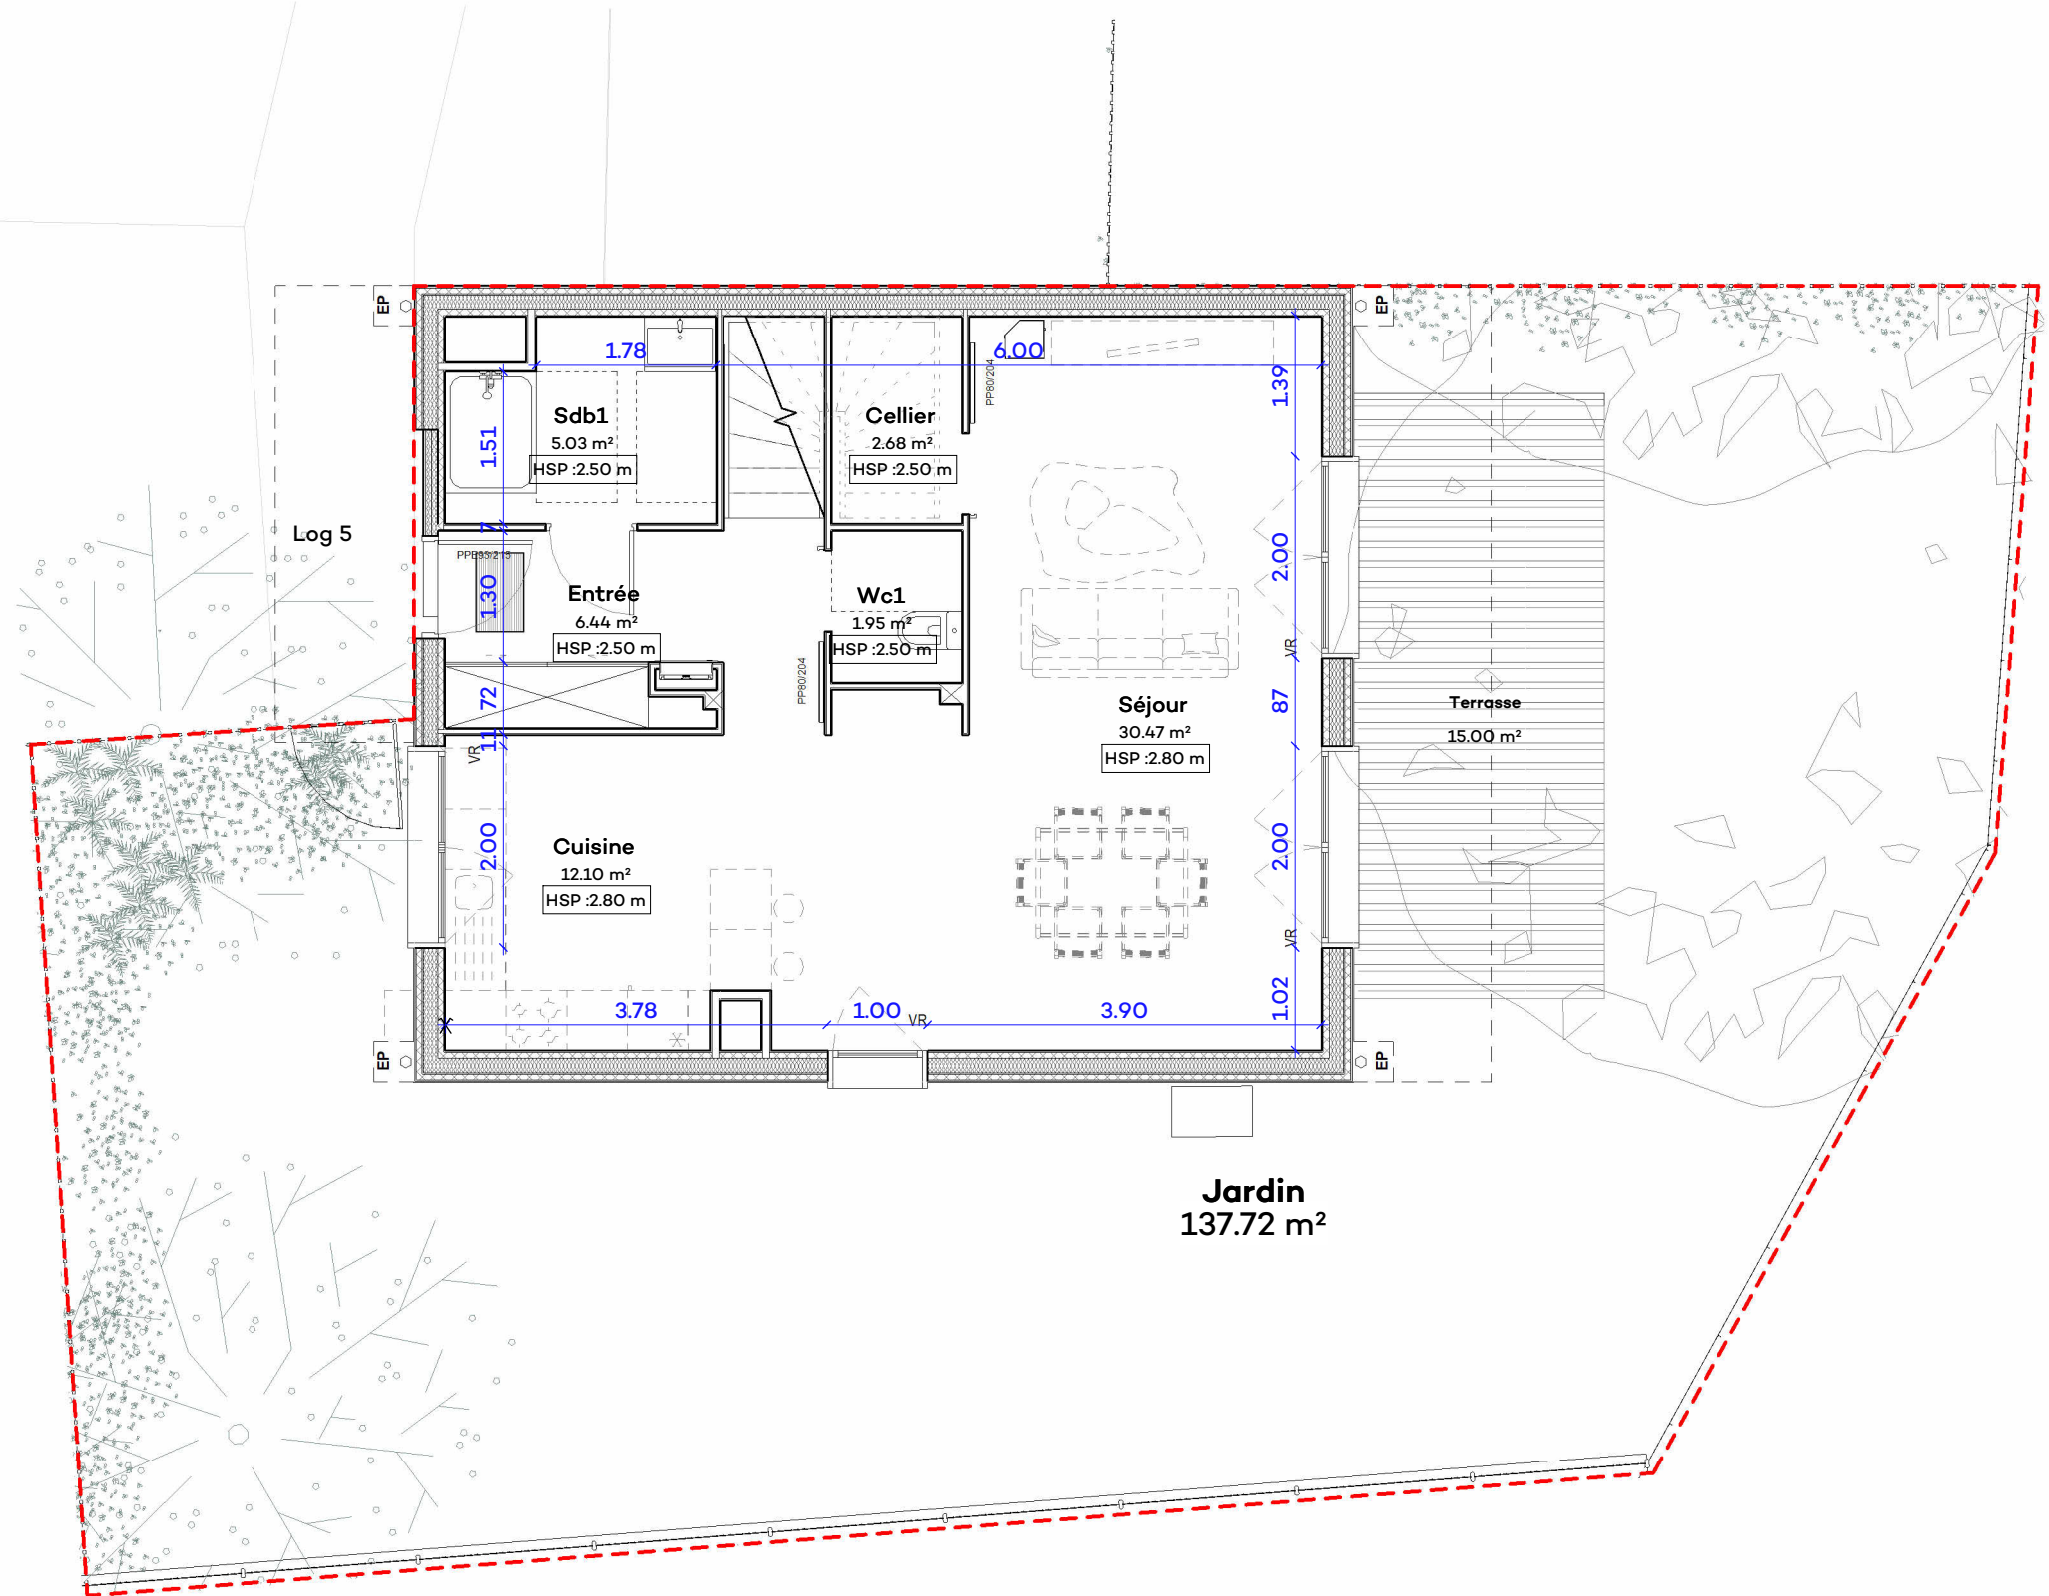 EP
EP
1.78
6.00
PP80/204
1.39
Sdb1
5.03 m²
HSP :2.50 m
1.51
Cellier
2.68 m²
HSP :2.50 m
Log 5
7
PPE93/215
1.30
Entrée
6.44 m²
HSP :2.50 m
Wc1
1.95 m²
HSP :2.50 m
2.00
VR
PP80/204
72
11
VR
87
Séjour
30.47 m²
HSP :2.80 m
Terrasse
15.00 m²
Cuisine
12.10 m²
HSP :2.80 m
2.00
2.00
VR
3.78
1.00
VR
3.90
1.02
EP
EP
Jardin
137.72 m²